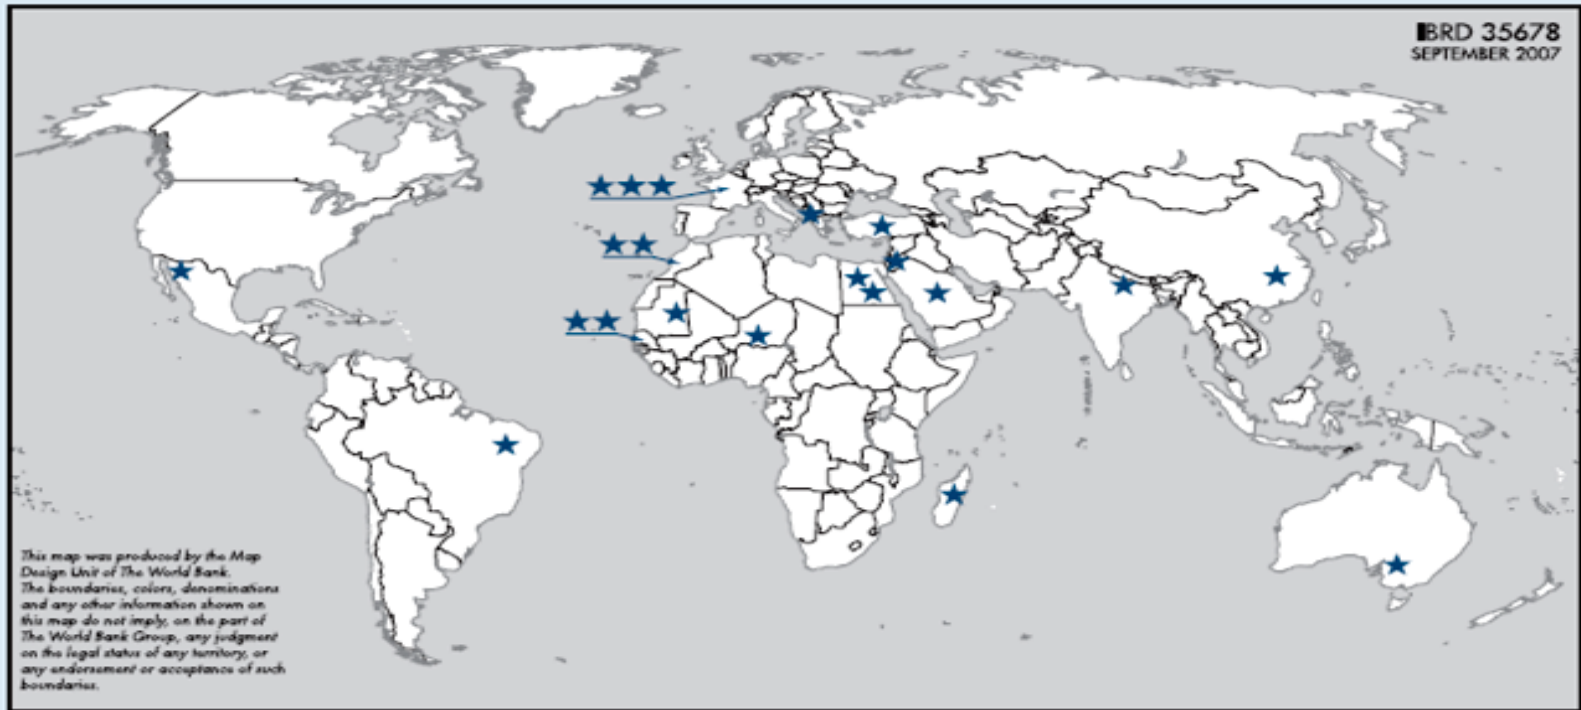 IBRD 35678
SEPTEMBER 2007
This map was produced by the Map
Design Unit of The World Bank.
The boundaries, colors, denominations
and any other information shown on
this map do not imply, on the part of
The World Bank Group, any judgment
on the legal status of any territory, or
any endorsement or acceptance of such
boundaries.